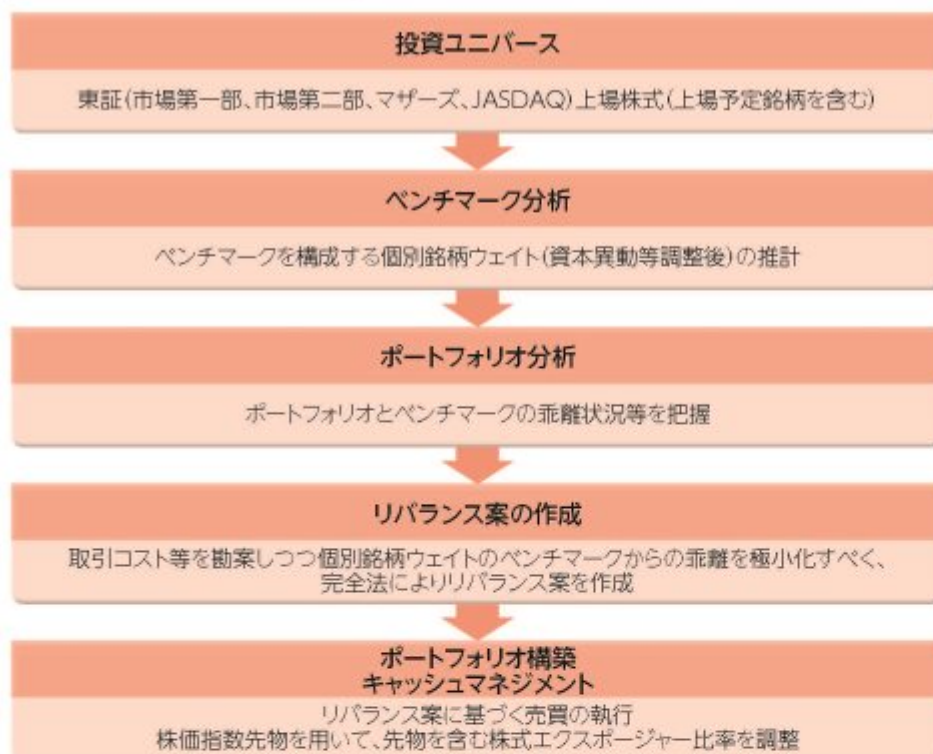 投資ユニバース
東証(市場第一部、市場第二部、マザーズ、JASDAQ)上場株式(上場予定銘柄を含む)
ベンチマーク分析
ベンチマークを構成する個別銘柄ウェイト(資本異動等調整後)の推計
ポートフォリオ分析
ポートフォリオとベンチマークの乖離状況等を把握
リバランス案の作成
取引コスト等を勘案しつつ個別銘柄ウェイトのベンチマークからの乖離を極小化すべく、
完全法によりリバランス案を作成
ポートフォリオ構築
キャッシュマネジメント
リバランス案に基づく売買の執行
株価指数先物を用いて、先物を含む株式エクスポージャー比率を調整